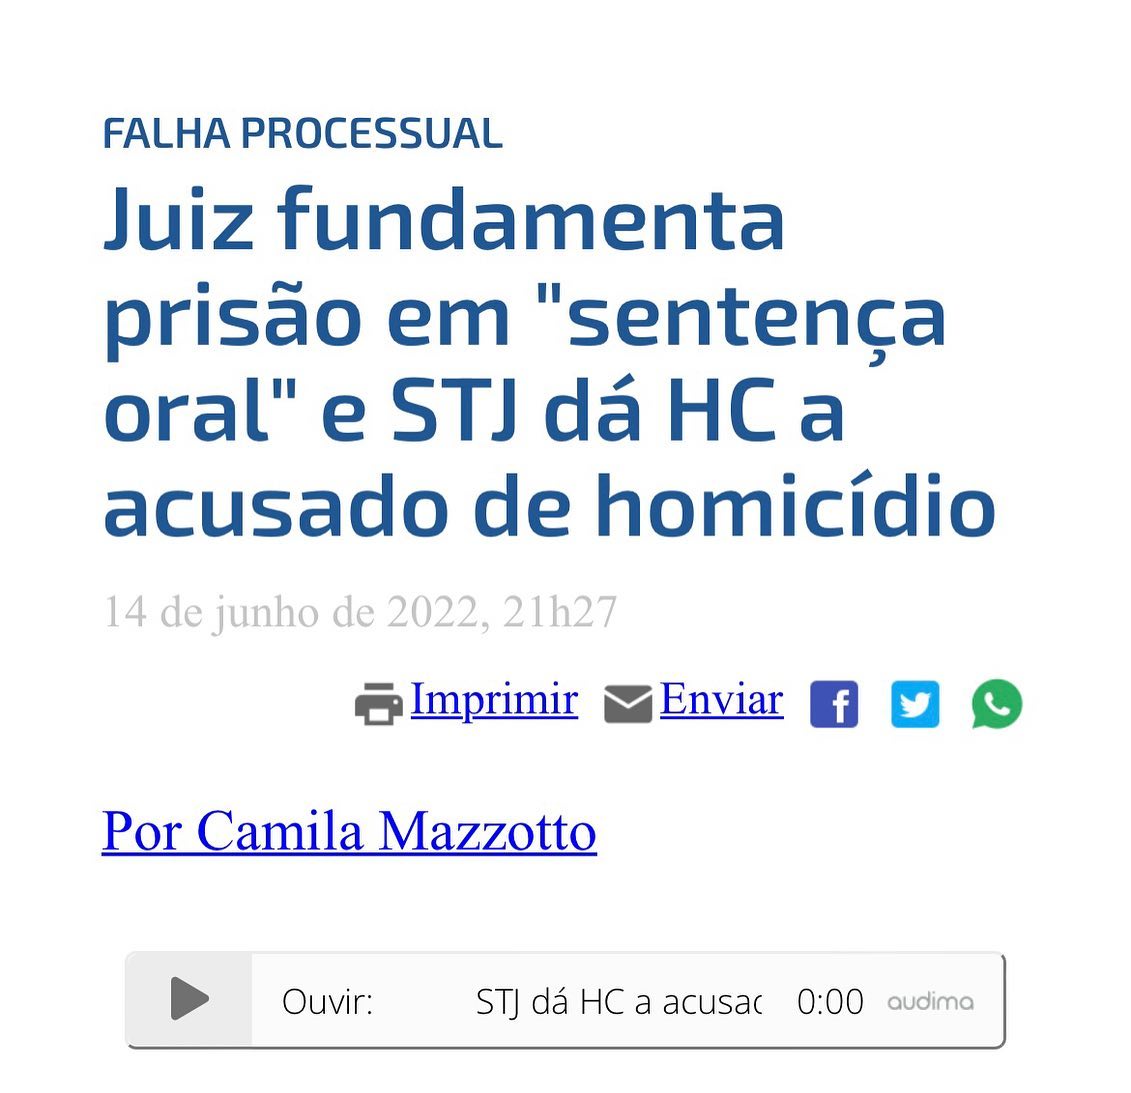 FALHA PROCESSUAL
Juiz fundamenta
prisão em "sentença
oral" e STJ dá HC a
acusado de homicídio
14 de junho de 2022, 21h27
Imprimir Enviar
Por Camila Mazzotto
Ouvir: STJ dá HC a acusac 0:00 audima